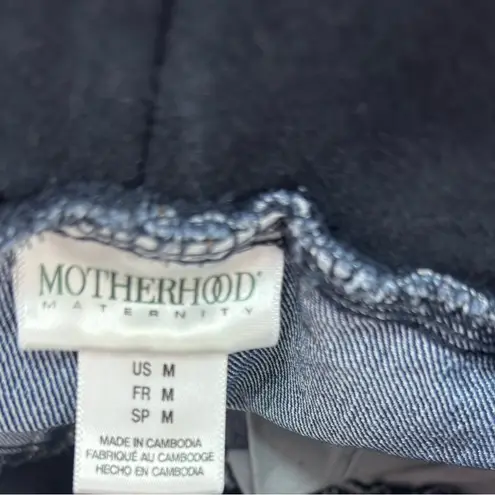 MOTHERHOOD®
MATERNITY
US M
FR M
SP M
MADE IN CAMBODIA
FABRIQUÉ AU CAMBODGE
HECHO EN CAMBODIA